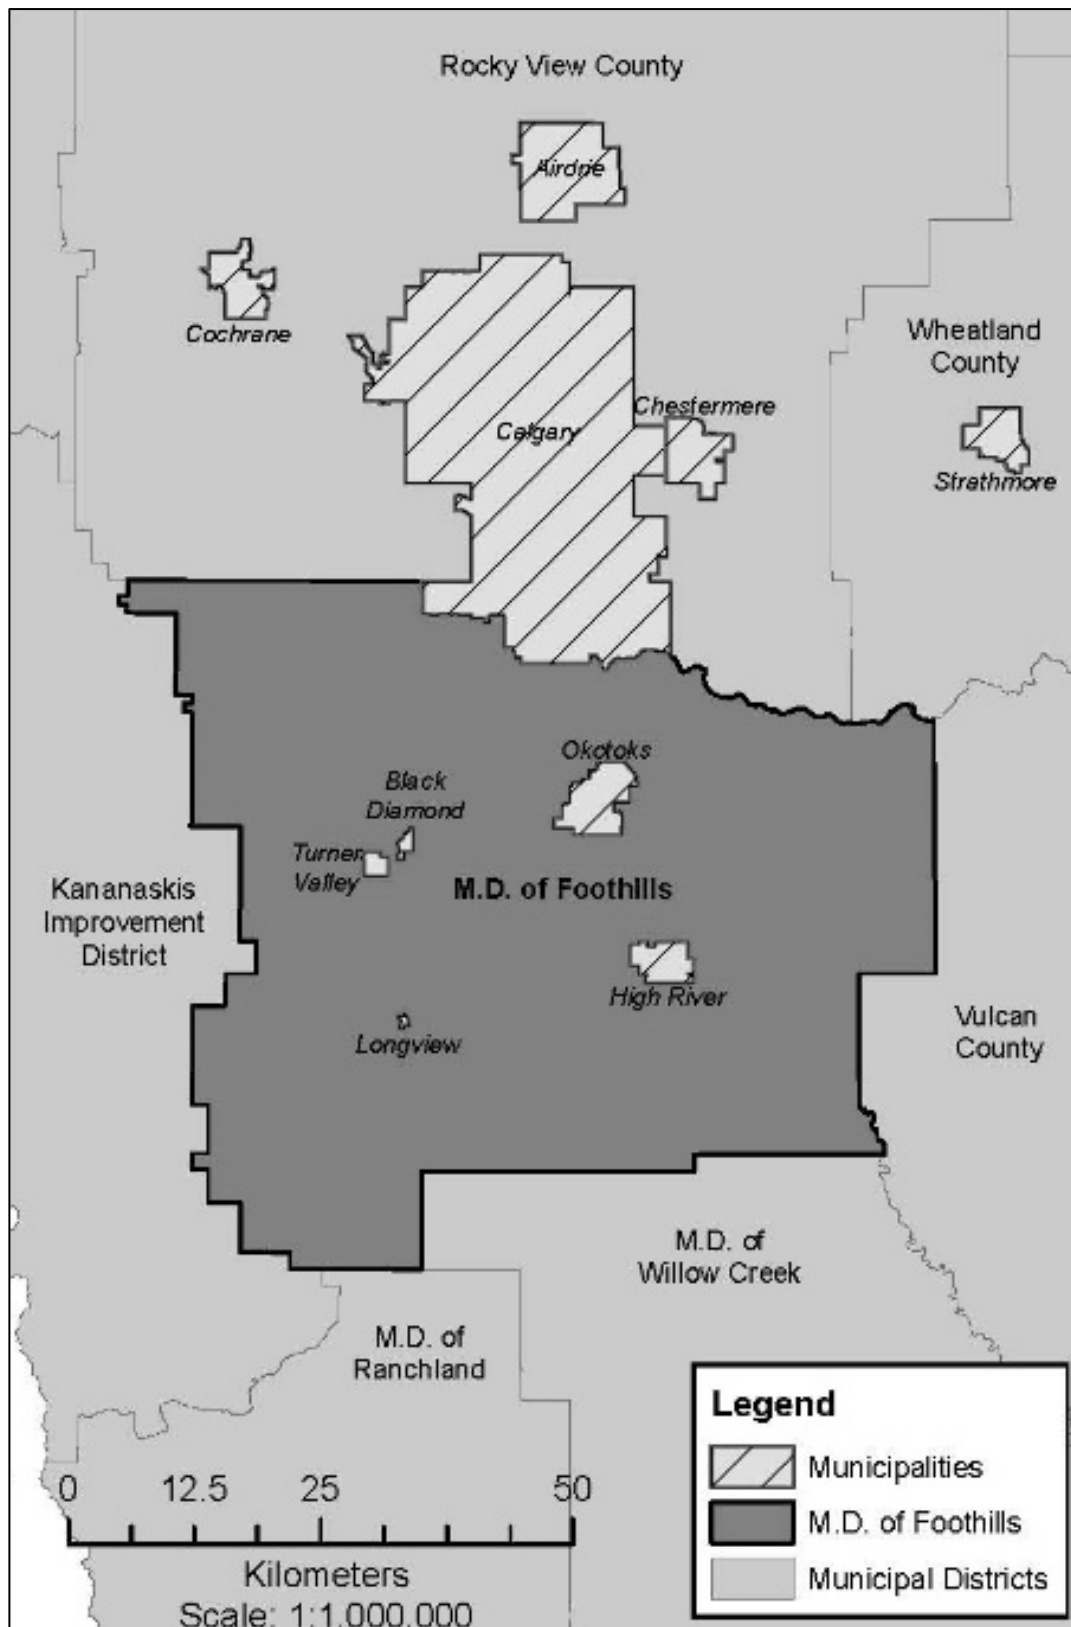 Rocky View County
Airdrie
Cochrane
Wheatland
County
Chestermere
Calgary
Strathmore
Okotoks
Black
Diamond
Turner
Valley
M.D. of Foothills
Kananaskis
Improvement
District
High River
Longview
Vulcan
County
M.D. of
Willow Creek
M.D. of
Ranchland
Legend
Municipalities
M.D. of Foothills
Municipal Districts
0 12.5 25 50
Kilometers
Scale: 1:1,000,000